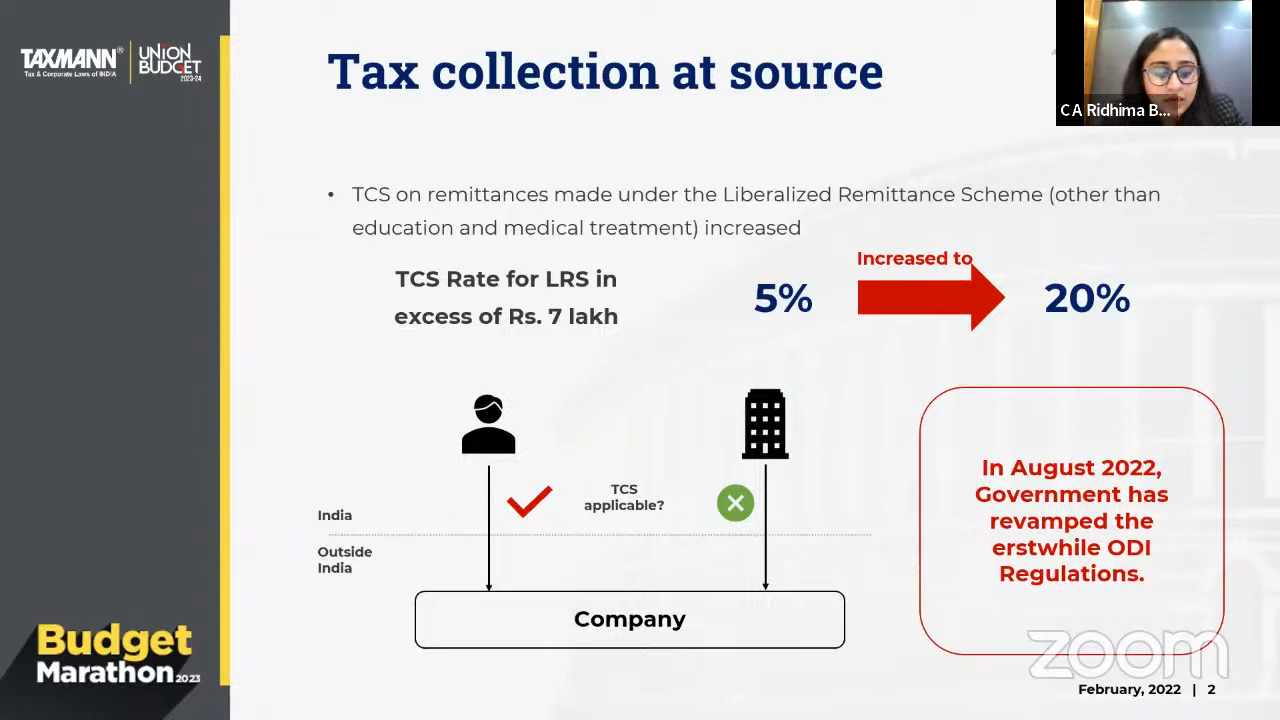 TAXMANN®
Tax & Corporate Laws of INDIA
UNION
BUDGET
2023-24
Tax collection at source
CA Ridhima B...
• TCS on remittances made under the Liberalized Remittance Scheme (other than
education and medical treatment) increased
Increased to
TCS Rate for LRS in
excess of Rs. 7 lakh
5%
20%
TCS
applicable?
India
Outside
India
Company
In August 2022,
Government has
revamped the
erstwhile ODI
Regulations.
Budget
Marathon 2023
zoom
February, 2022 | 2